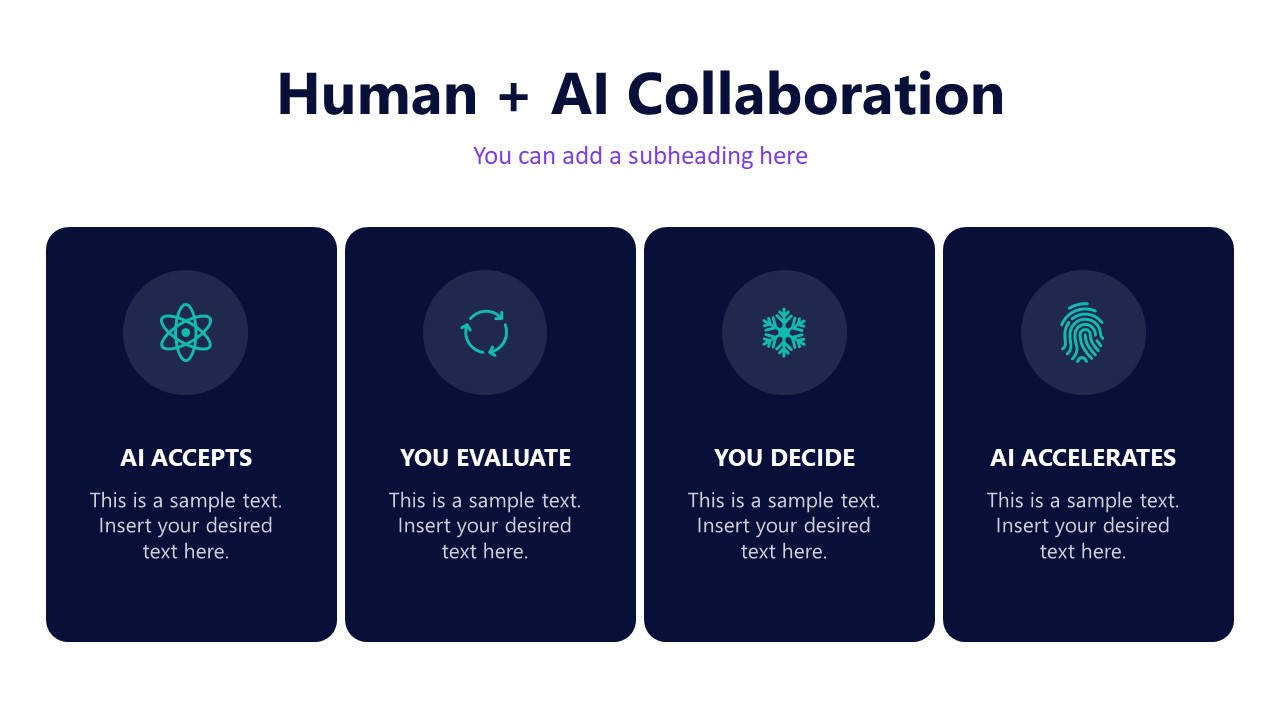 Human + AI Collaboration
You can add a subheading here
AI ACCEPTS
This is a sample text.
Insert your desired
text here.
YOU EVALUATE
This is a sample text.
Insert your desired
text here.
YOU DECIDE
This is a sample text.
Insert your desired
text here.
AI ACCELERATES
This is a sample text.
Insert your desired
text here.